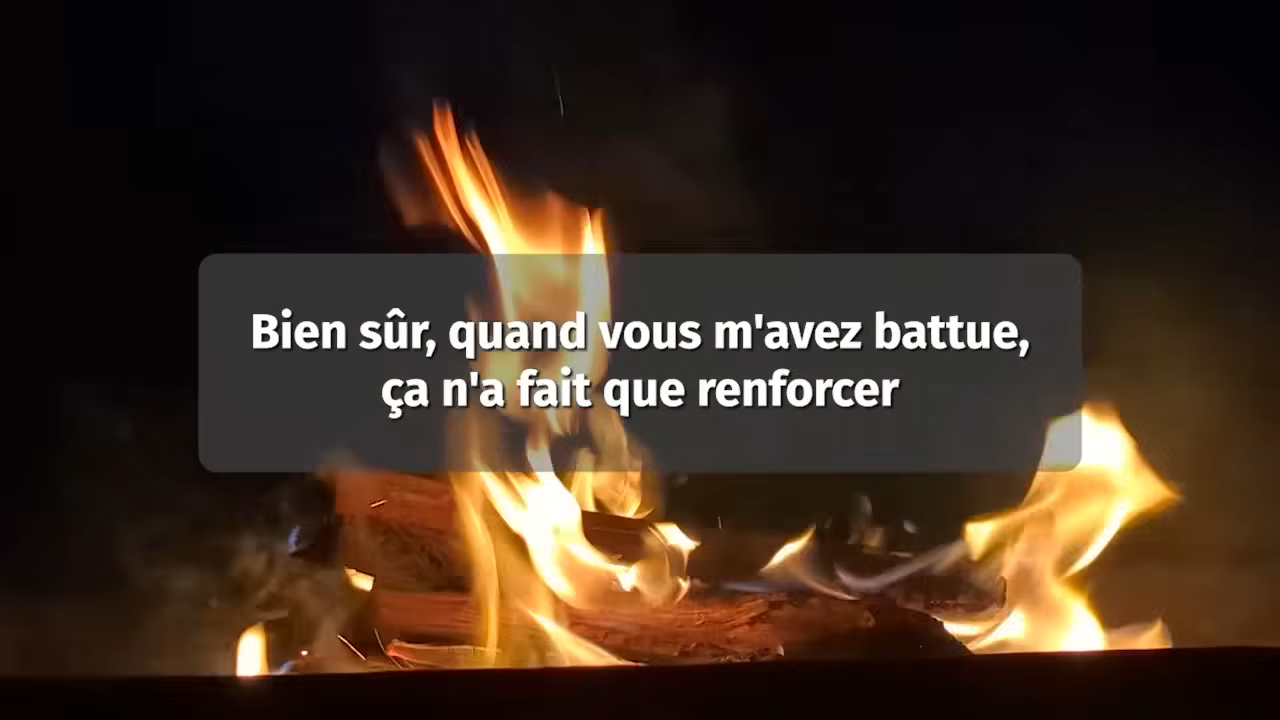 Bien sûr, quand vous m'avez battue,
ça n'a fait que renforcer